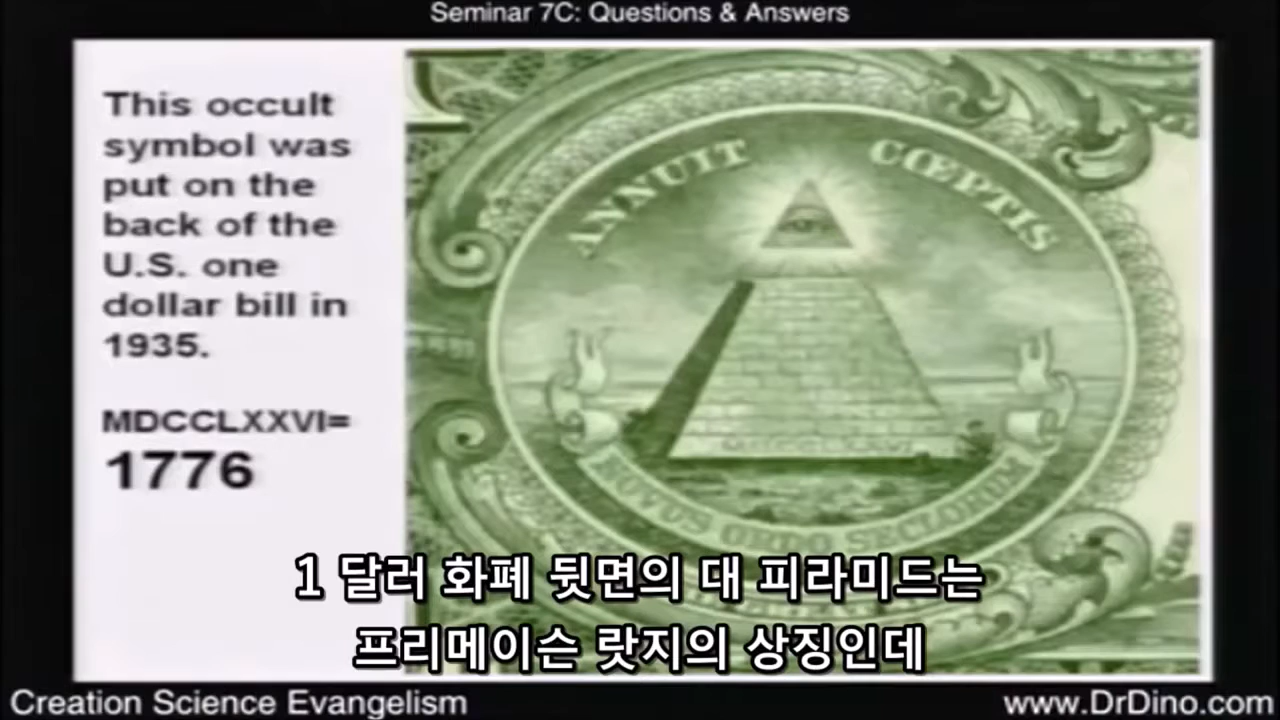 Seminar 7C: Questions & Answers
This occult
symbol was
put on the
back of the
U.S. one
dollar bill in
1935.
MDCCLXXVI=
1776
ANNUIT CŒPTIS
NOVUS ORDO SECLORUM
1 달러 화폐 뒷면의 대 피라미드는
프리메이슨 랏지의 상징인데
Creation Science Evangelism
www.DrDino.com